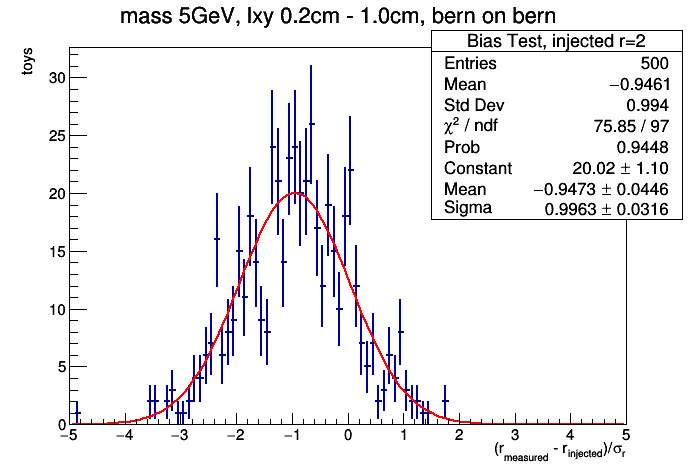 mass 5GeV, lxy 0.2cm - 1.0cm, bern on bern
Bias Test, injected r=2
Entries 500
Mean −0.9461
Std Dev 0.994
χ² / ndf 75.85 / 97
Prob 0.9448
Constant 20.02 ± 1.10
Mean −0.9473 ± 0.0446
Sigma 0.9963 ± 0.0316
toys
30
25
20
15
10
5
0
−5 −4 −3 −2 −1 0 1 2 3 4 5
(r_measured - r_injected)/σ_r